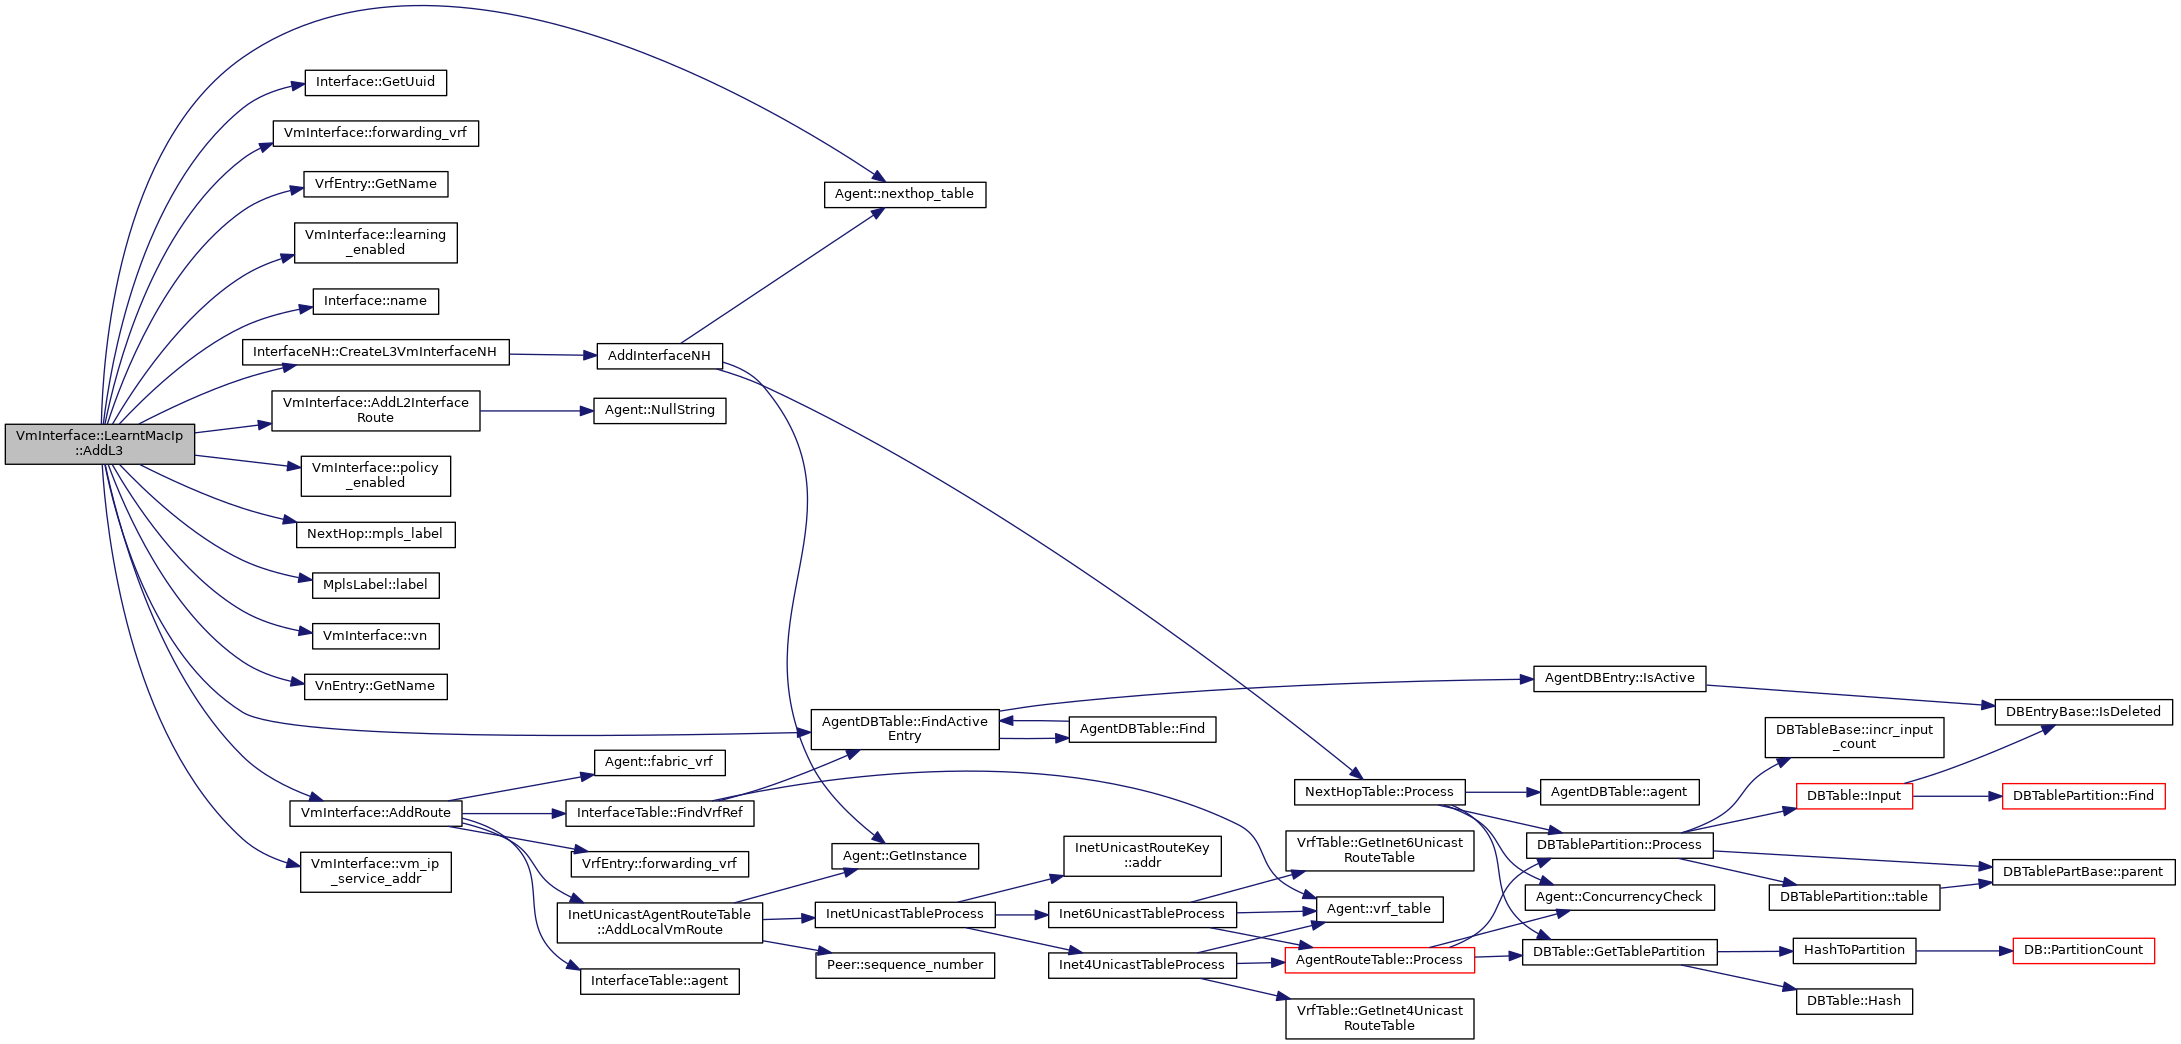 VmInterface::LearntMacIp
::AddL3
Interface::GetUuid
VmInterface::forwarding_vrf
VrfEntry::GetName
VmInterface::learning
_enabled
Interface::name
InterfaceNH::CreateL3VmInterfaceNH
VmInterface::AddL2Interface
Route
VmInterface::policy
_enabled
NextHop::mpls_label
MplsLabel::label
VmInterface::vn
VnEntry::GetName
VmInterface::AddRoute
VmInterface::vm_ip
_service_addr
AddInterfaceNH
Agent::NullString
Agent::fabric_vrf
InterfaceTable::FindVrfRef
VrfEntry::forwarding_vrf
InetUnicastAgentRouteTable
::AddLocalVmRoute
InterfaceTable::agent
Agent::nexthop_table
AgentDBTable::FindActive
Entry
Agent::GetInstance
InetUnicastTableProcess
Peer::sequence_number
AgentDBTable::Find
InetUnicastRouteKey
::addr
Inet6UnicastTableProcess
Inet4UnicastTableProcess
NextHopTable::Process
VrfTable::GetInet6Unicast
RouteTable
Agent::vrf_table
AgentRouteTable::Process
VrfTable::GetInet4Unicast
RouteTable
AgentDBEntry::IsActive
AgentDBTable::agent
DBTablePartition::Process
Agent::ConcurrencyCheck
DBTable::GetTablePartition
DBTableBase::incr_input
_count
DBTable::Input
DBTablePartition::table
HashToPartition
DBTable::Hash
DBEntryBase::IsDeleted
DBTablePartition::Find
DBTablePartBase::parent
DB::PartitionCount